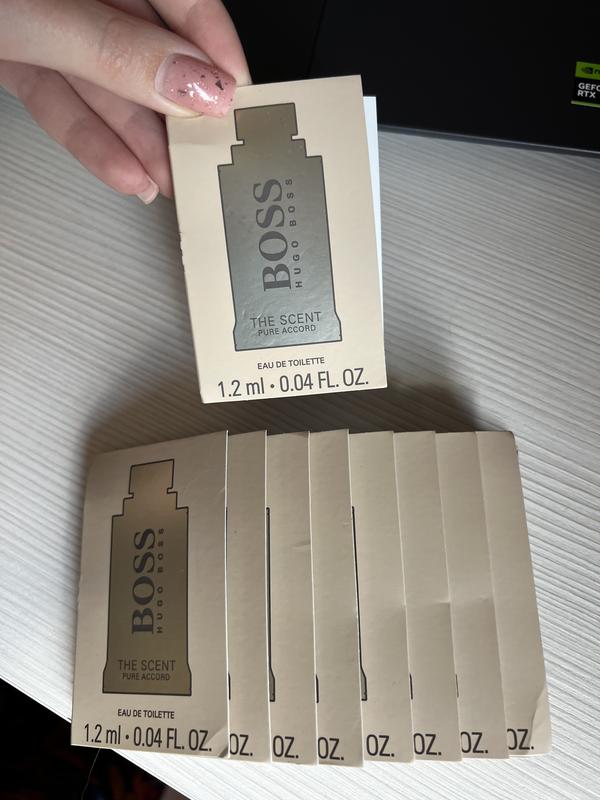 GEFO
RTX
BOSS
HUGO BOSS
THE SCENT
PURE ACCORD
EAU DE TOILETTE
1.2 ml • 0.04 FL. OZ.
BOSS
HUGO BOSS
THE SCENT
PURE ACCORD
EAU DE TOILETTE
1.2 ml • 0.04 FL. OZ.
OZ.
OZ.
OZ.
OZ.
OZ.
OZ.
OZ.